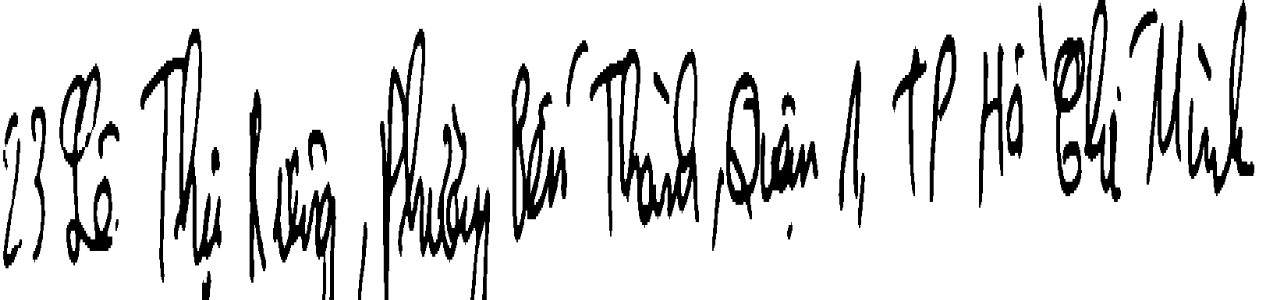 23 Lê Thị Riêng, Phường Bến Thành, Quận 1, TP Hồ Chí Minh